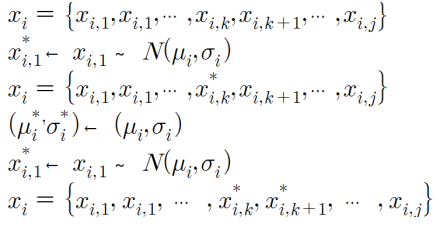 x_i = {x_{i,1}, x_{i,1}, ⋯ , x_{i,k}, x_{i,k+1}, ⋯ , x_{i,j}}
x^*_{i,1} ← x_{i,1} ~ N(μ_i, σ_i)
x_i = {x_{i,1}, x_{i,1}, ⋯ , x^*_{i,k}, x_{i,k+1}, ⋯ , x_{i,j}}
(μ^*_i, σ^*_i) ← (μ_i, σ_i)
x^*_{i,1} ← x_{i,1} ~ N(μ_i, σ_i)
x_i = {x_{i,1}, x_{i,1}, ⋯ , x^*_{i,k}, x^*_{i,k+1}, ⋯ , x_{i,j}}